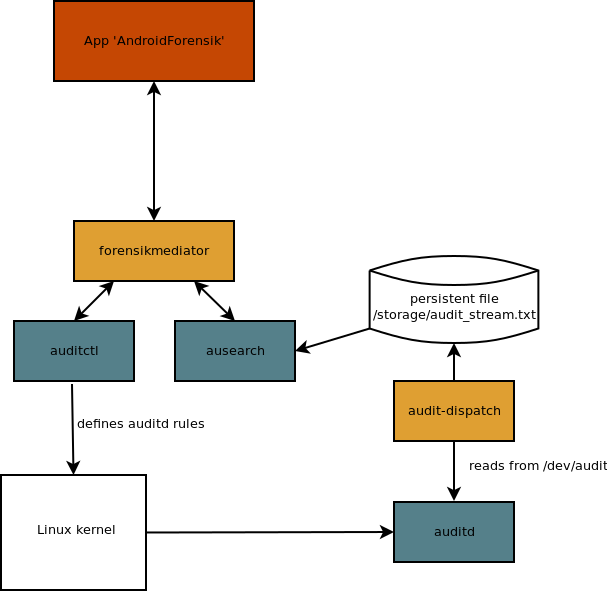 App 'AndroidForensik'
forensikmediator
persistent file
/storage/audit_stream.txt
auditctl
ausearch
audit-dispatch
defines auditd rules
reads from /dev/audit
Linux kernel
auditd